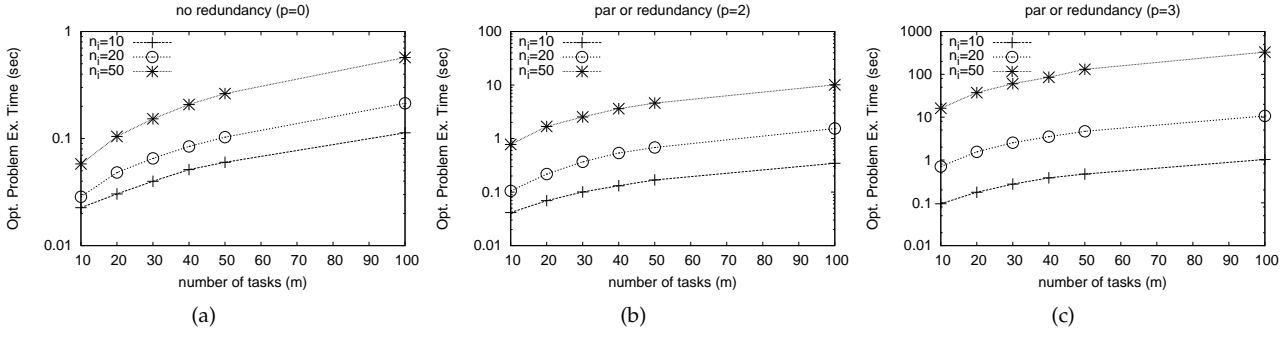 no redundancy (p=0)
Opt. Problem Ex. Time (sec)
1
0.1
0.01
n_i=10
n_i=20
n_i=50
10 20 30 40 50 60 70 80 90 100
number of tasks (m)
(a)
par or redundancy (p=2)
Opt. Problem Ex. Time (sec)
100
10
1
0.1
0.01
n_i=10
n_i=20
n_i=50
10 20 30 40 50 60 70 80 90 100
number of tasks (m)
(b)
par or redundancy (p=3)
Opt. Problem Ex. Time (sec)
1000
100
10
1
0.1
0.01
n_i=10
n_i=20
n_i=50
10 20 30 40 50 60 70 80 90 100
number of tasks (m)
(c)